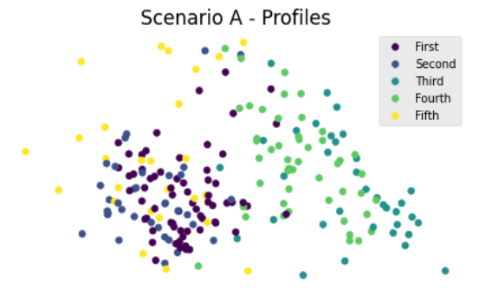 Scenario A - Profiles
First
Second
Third
Fourth
Fifth